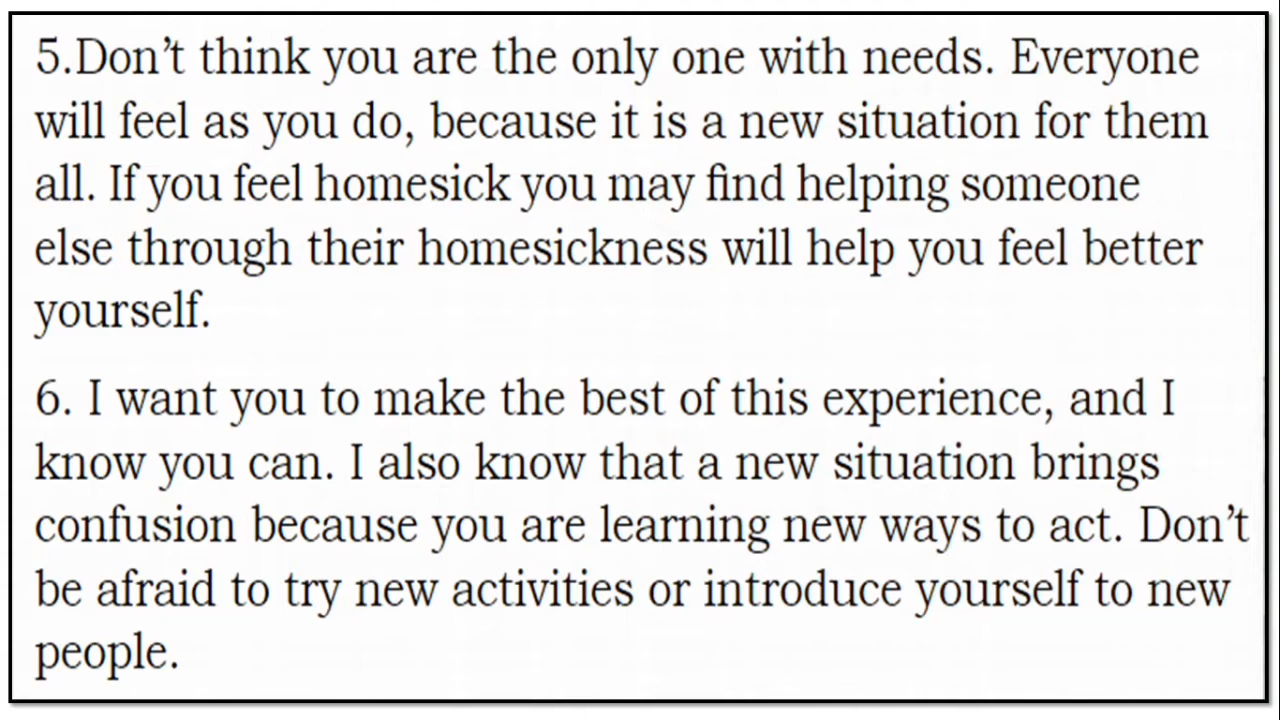 5.Don’t think you are the only one with needs. Everyone
will feel as you do, because it is a new situation for them
all. If you feel homesick you may find helping someone
else through their homesickness will help you feel better
yourself.
6. I want you to make the best of this experience, and I
know you can. I also know that a new situation brings
confusion because you are learning new ways to act. Don’t
be afraid to try new activities or introduce yourself to new
people.